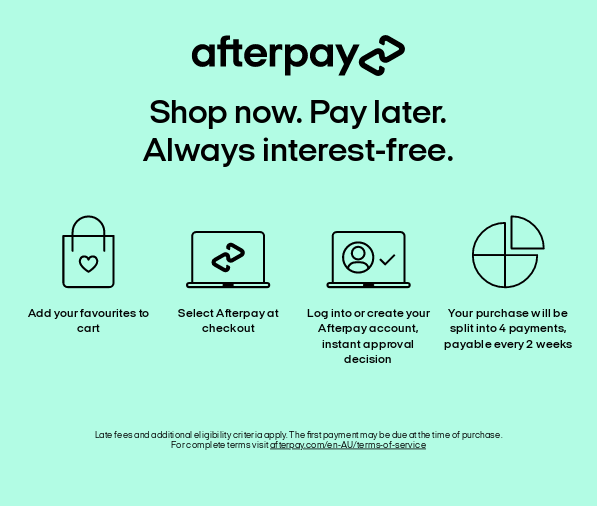 afterpay
Shop now. Pay later.
Always interest-free.
Add your favourites to
cart
Select Afterpay at
checkout
Log into or create your
Afterpay account,
instant approval
decision
Your purchase will be
split into 4 payments,
payable every 2 weeks
Late fees and additional eligibility criteria apply. The first payment may be due at the time of purchase.
For complete terms visit afterpay.com/en-AU/terms-of-service